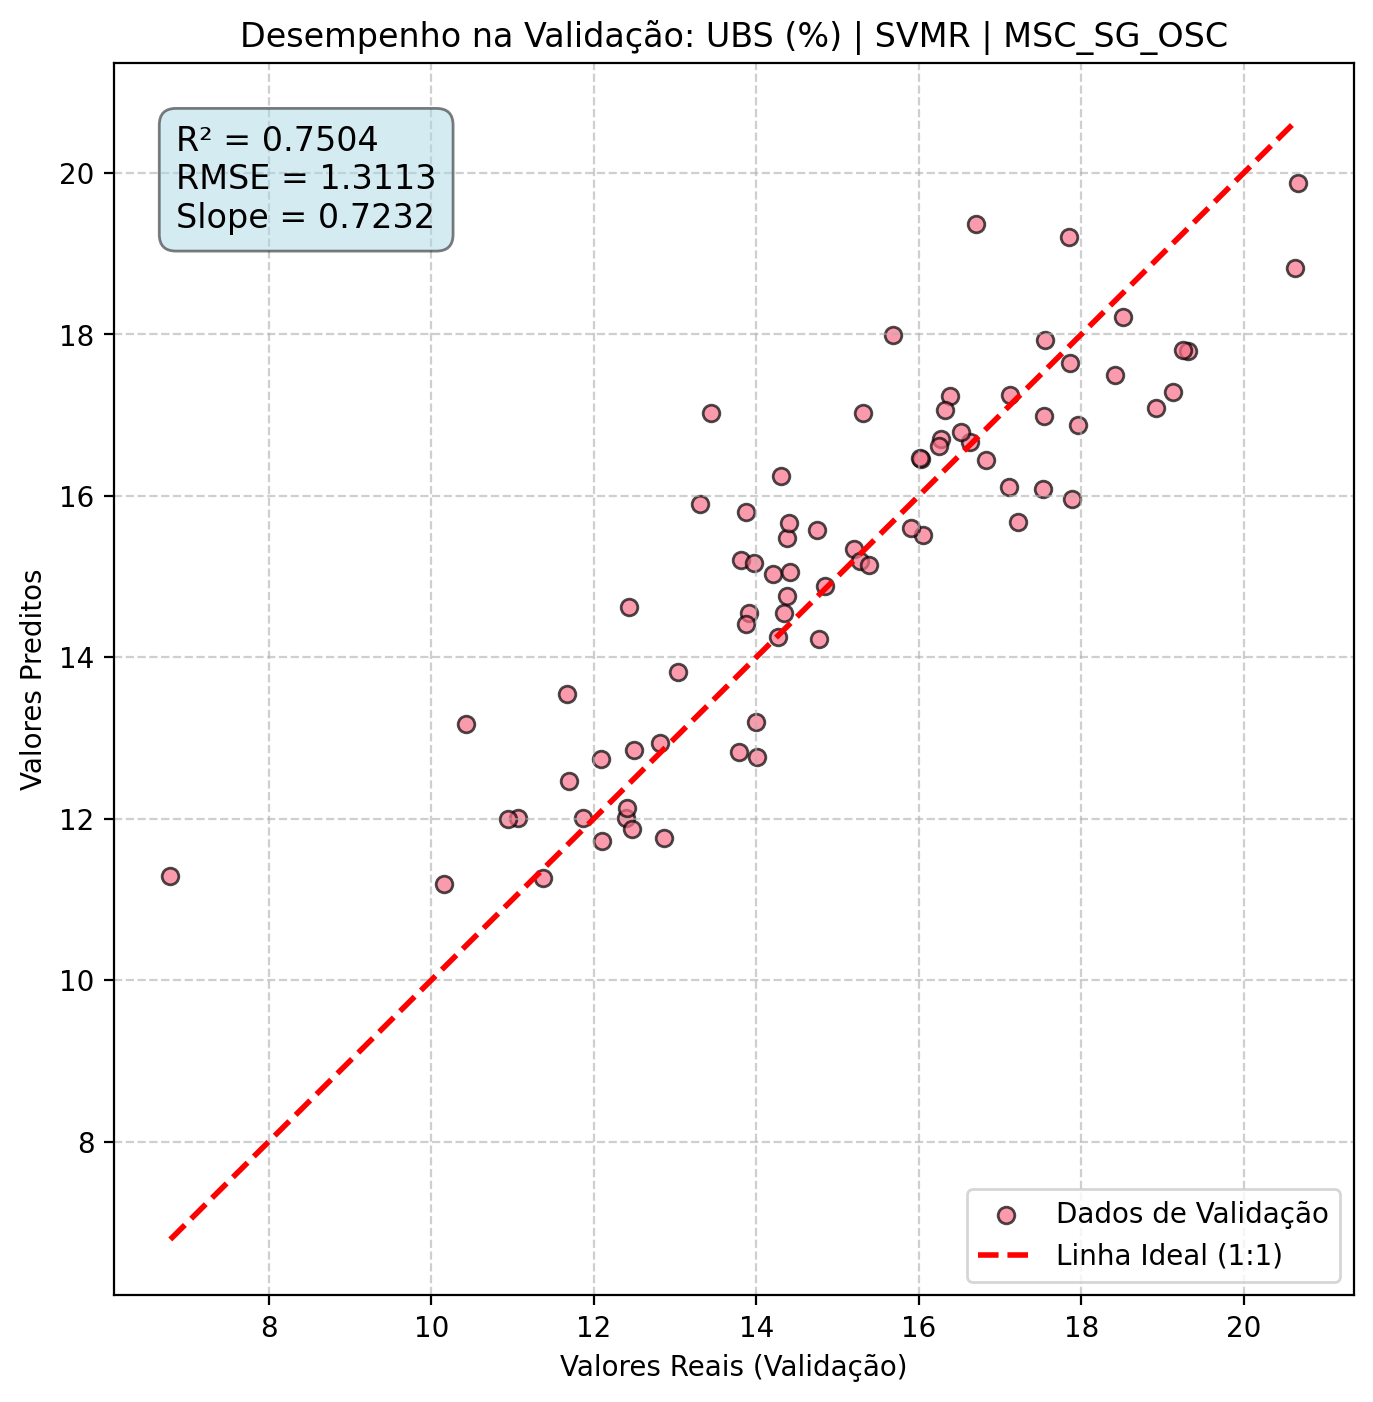 Desempenho na Validação: UBS (%) | SVMR | MSC_SG_OSC
R² = 0.7504
RMSE = 1.3113
Slope = 0.7232
20
18
16
14
12
10
8
Valores Preditos
Dados de Validação
Linha Ideal (1:1)
8 10 12 14 16 18 20
Valores Reais (Validação)